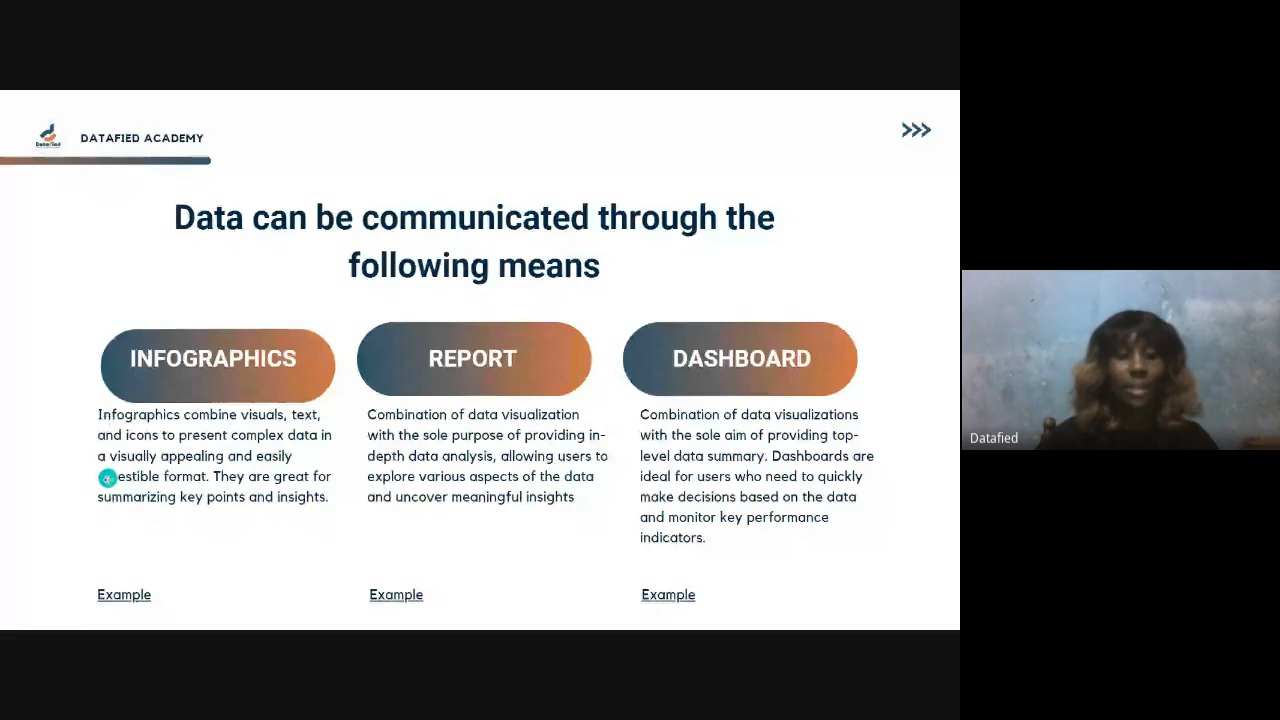 DATAFIED ACADEMY
Data can be communicated through the
following means
INFOGRAPHICS
Infographics combine visuals, text,
and icons to present complex data in
a visually appealing and easily
estible format. They are great for
summarizing key points and insights.
Example
REPORT
Combination of data visualization
with the sole purpose of providing in-
depth data analysis, allowing users to
explore various aspects of the data
and uncover meaningful insights
Example
DASHBOARD
Combination of data visualizations
with the sole aim of providing top-
level data summary. Dashboards are
ideal for users who need to quickly
make decisions based on the data
and monitor key performance
indicators.
Example
Datafied